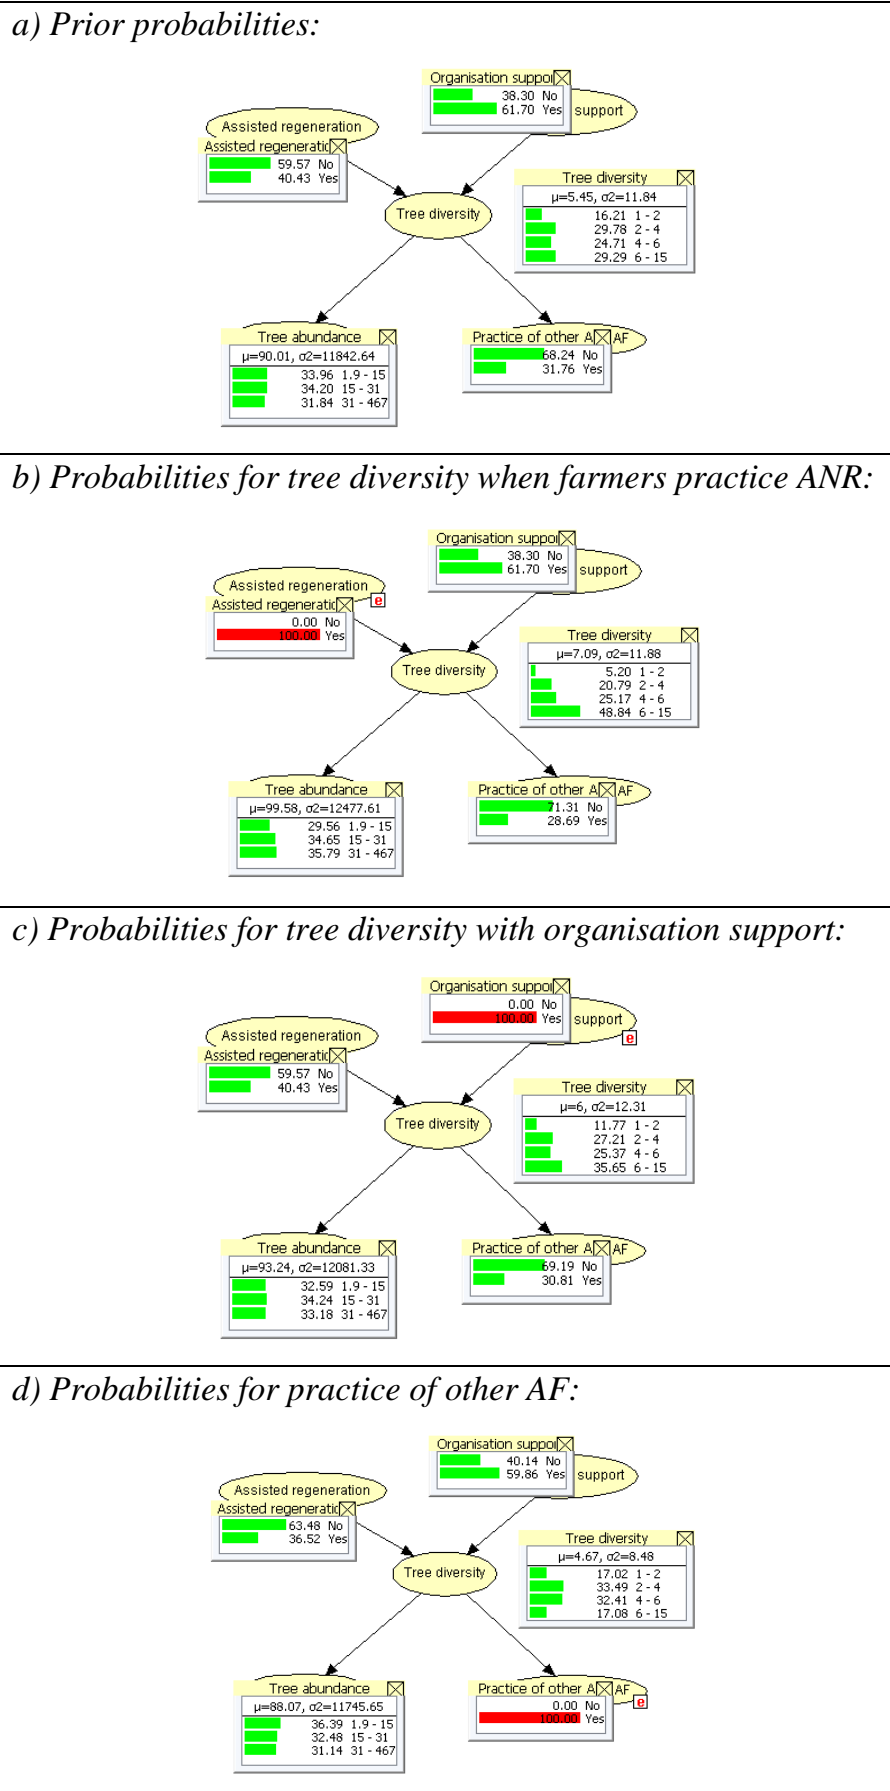 a) Prior probabilities:
Organisation suppor
38.30 No
61.70 Yes
support
Assisted regeneration
Assisted regeneratic
59.57 No
40.43 Yes
Tree diversity
Tree diversity
μ=5.45, σ2=11.84
16.21 1 - 2
29.78 2 - 4
24.71 4 - 6
29.29 6 - 15
Tree abundance
μ=90.01, σ2=11842.64
33.96 1.9 - 15
34.20 15 - 31
31.84 31 - 467
Practice of other A AF
68.24 No
31.76 Yes
b) Probabilities for tree diversity when farmers practice ANR:
Organisation suppor
38.30 No
61.70 Yes
support
Assisted regeneration
e
Assisted regeneratic
0.00 No
100.00 Yes
Tree diversity
Tree diversity
μ=7.09, σ2=11.88
5.20 1 - 2
20.79 2 - 4
25.17 4 - 6
48.84 6 - 15
Tree abundance
μ=99.58, σ2=12477.61
29.56 1.9 - 15
34.65 15 - 31
35.79 31 - 467
Practice of other A AF
71.31 No
28.69 Yes
c) Probabilities for tree diversity with organisation support:
Organisation suppor
0.00 No
100.00 Yes
support
e
Assisted regeneration
Assisted regeneratic
59.57 No
40.43 Yes
Tree diversity
Tree diversity
μ=6, σ2=12.31
11.77 1 - 2
27.21 2 - 4
25.37 4 - 6
35.65 6 - 15
Tree abundance
μ=93.24, σ2=12081.33
32.59 1.9 - 15
34.24 15 - 31
33.18 31 - 467
Practice of other A AF
69.19 No
30.81 Yes
d) Probabilities for practice of other AF:
Organisation suppor
40.14 No
59.86 Yes
support
Assisted regeneration
Assisted regeneratic
63.48 No
36.52 Yes
Tree diversity
Tree diversity
μ=4.67, σ2=8.48
17.02 1 - 2
33.49 2 - 4
32.41 4 - 6
17.08 6 - 15
Tree abundance
μ=88.07, σ2=11745.65
36.39 1.9 - 15
32.48 15 - 31
31.14 31 - 467
Practice of other A AF
e
0.00 No
100.00 Yes